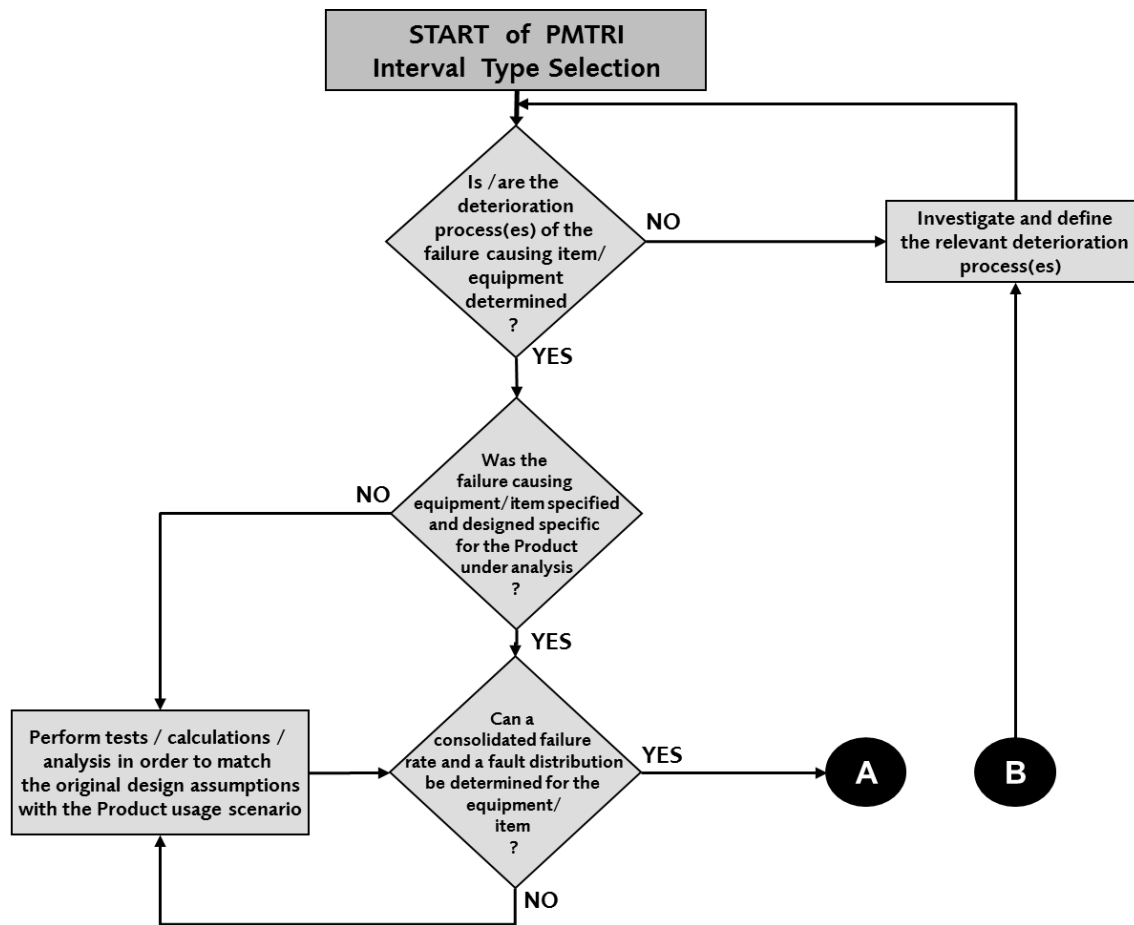 START of PMTRI
Interval Type Selection
Is / are the
deterioration
process(es) of the
failure causing item/
equipment
determined
?
NO
Investigate and define
the relevant deterioration
process(es)
YES
Was the
failure causing
equipment/item specified
and designed specific
for the Product
under analysis
?
NO
YES
Perform tests / calculations /
analysis in order to match
the original design assumptions
with the Product usage scenario
Can a
consolidated failure
rate and a fault distribution
be determined for the
equipment/
item
?
YES
A
B
NO